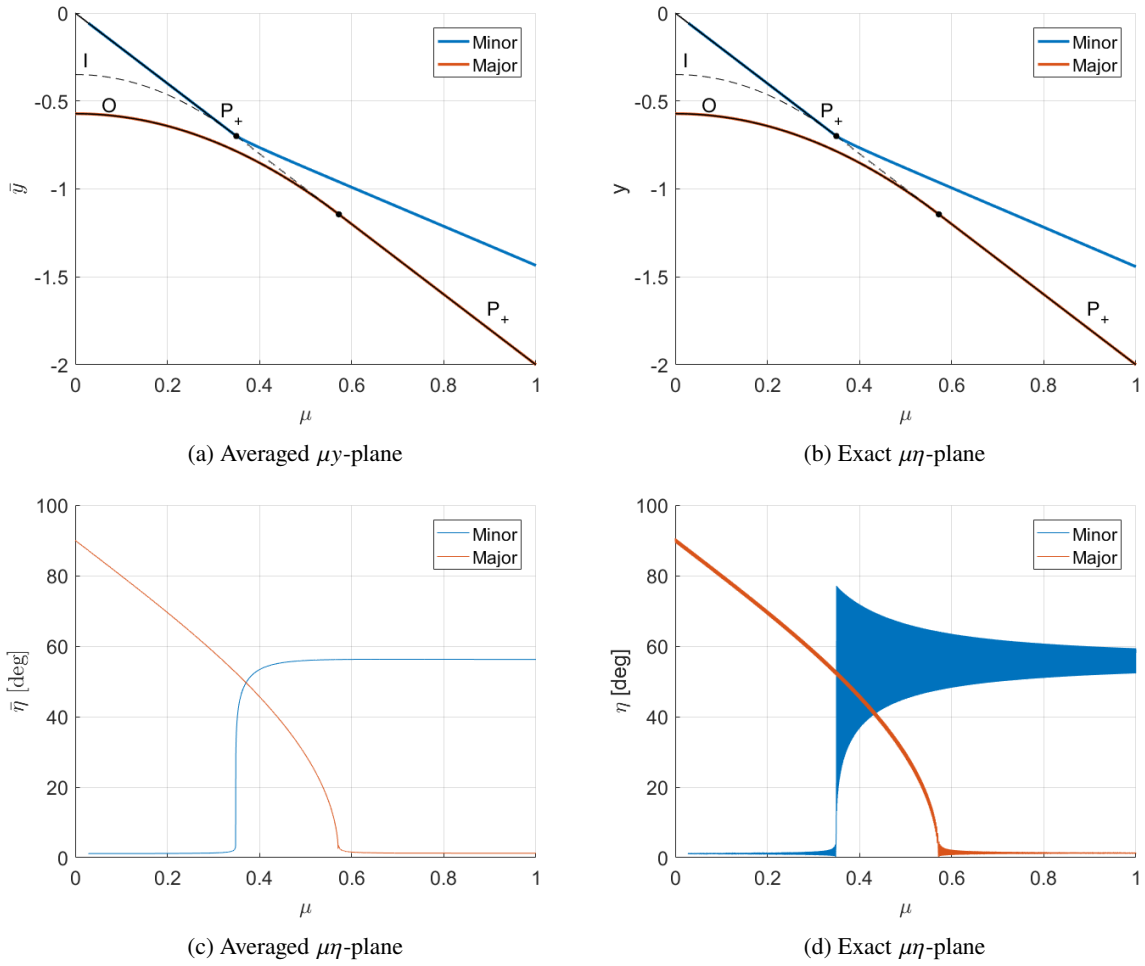 0
-0.5
-1
-1.5
-2
0 0.2 0.4 0.6 0.8 1
ȳ
μ
I
O
P+
P+
Minor
Major
(a) Averaged μy-plane
0
-0.5
-1
-1.5
-2
0 0.2 0.4 0.6 0.8 1
y
μ
I
O
P+
P+
Minor
Major
(b) Exact μη-plane
100
80
60
40
20
0
0 0.2 0.4 0.6 0.8 1
η̄ [deg]
μ
Minor
Major
(c) Averaged μη-plane
100
80
60
40
20
0
0 0.2 0.4 0.6 0.8 1
η [deg]
μ
Minor
Major
(d) Exact μη-plane